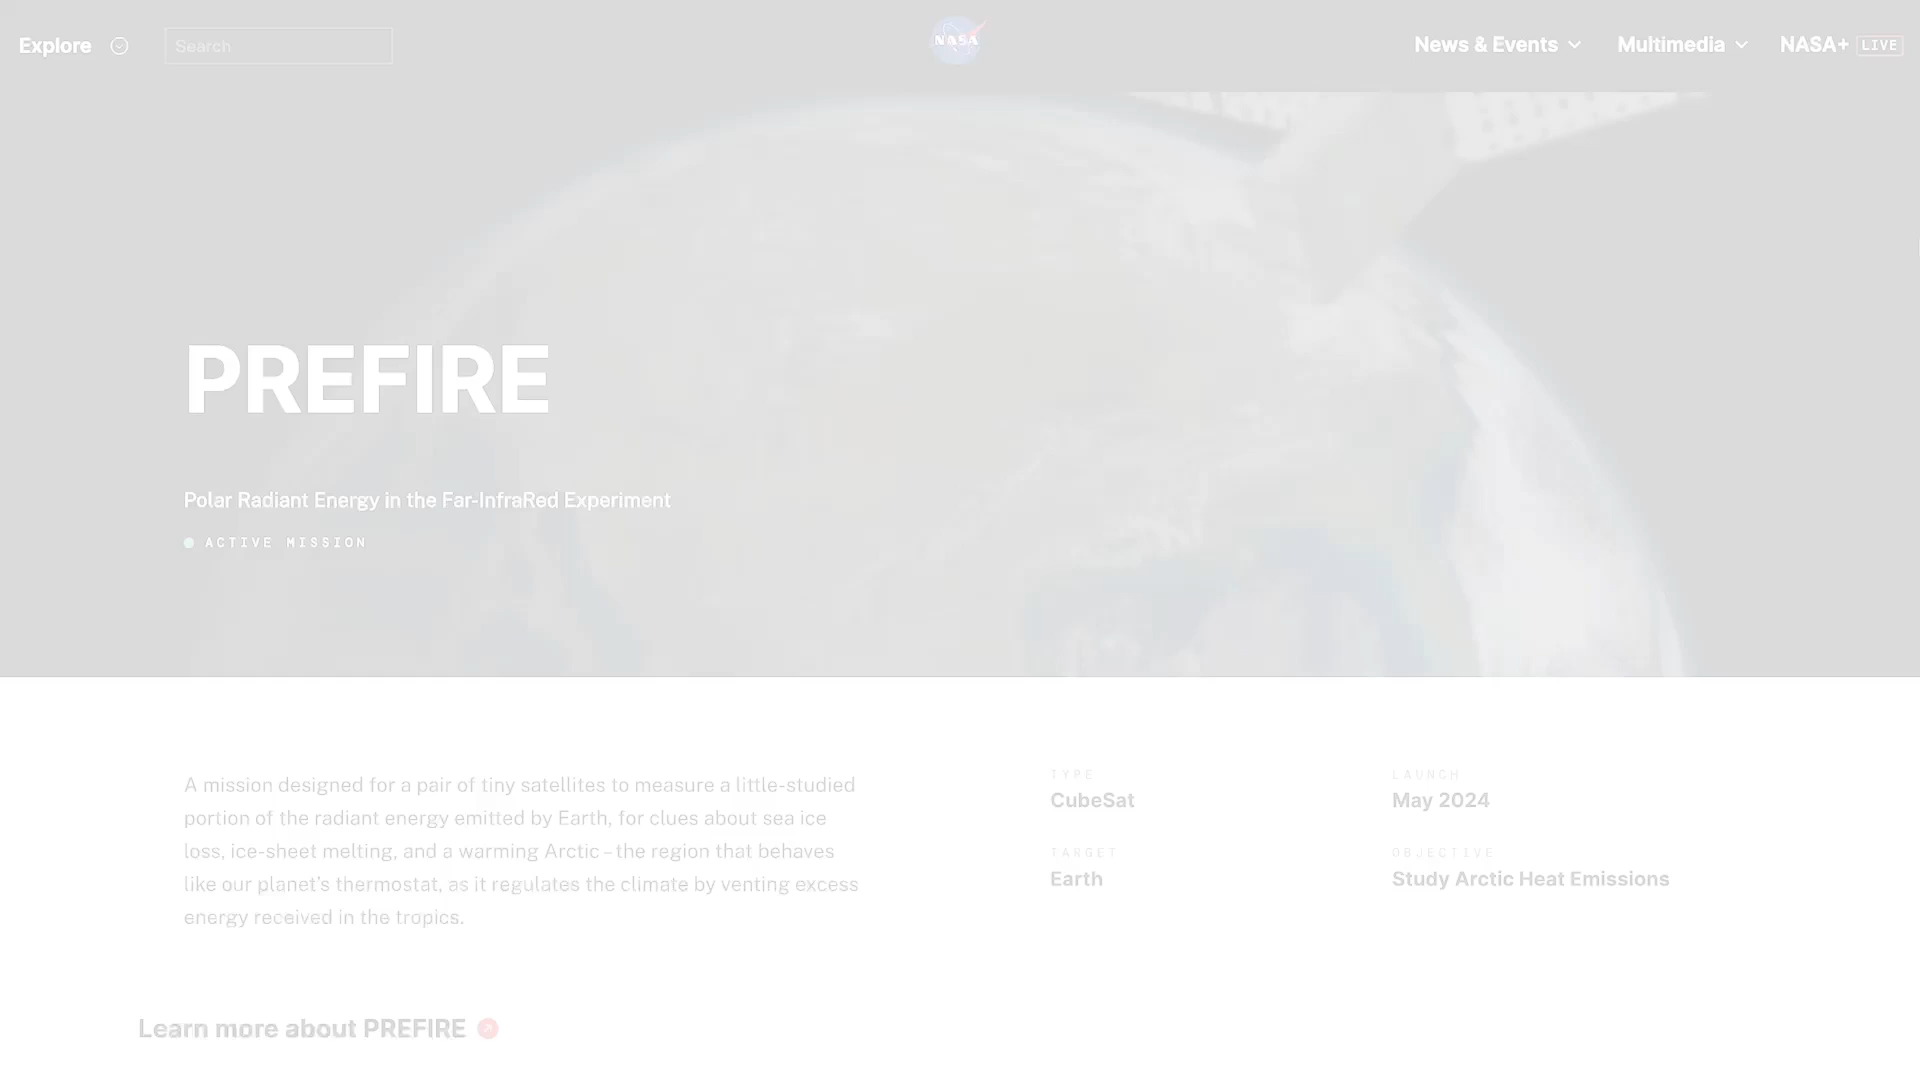 Explore
Search
NASA
News & Events
Multimedia
NASA+ LIVE
PREFIRE
Polar Radiant Energy in the Far-InfraRed Experiment
ACTIVE MISSION
A mission designed for a pair of tiny satellites to measure a little-studied
portion of the radiant energy emitted by Earth, for clues about sea ice
loss, ice-sheet melting, and a warming Arctic – the region that behaves
like our planet’s thermostat, as it regulates the climate by venting excess
energy received in the tropics.
TYPE
CubeSat
LAUNCH
May 2024
TARGET
Earth
OBJECTIVE
Study Arctic Heat Emissions
Learn more about PREFIRE